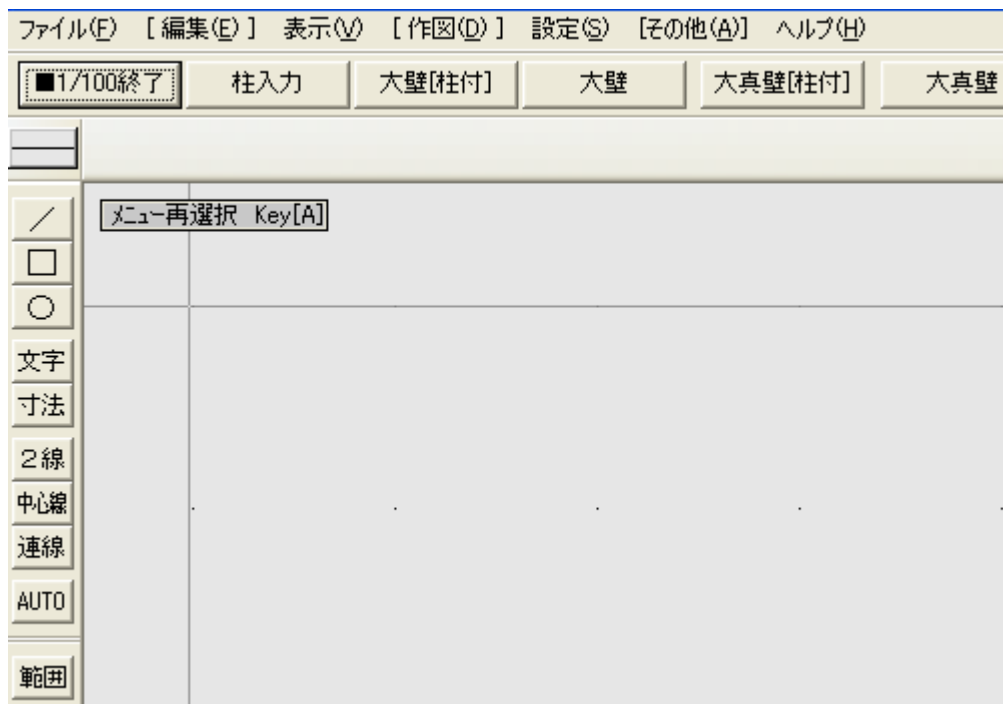 ファイル(F) [編集(E)] 表示(V) [作図(D)] 設定(S) [その他(A)] ヘルプ(H)
■1/100終了 柱入力 大壁[柱付] 大壁 大真壁[柱付] 大真壁
メニュー再選択 Key[A]
文字
寸法
2線
中心線
連線
AUTO
範囲